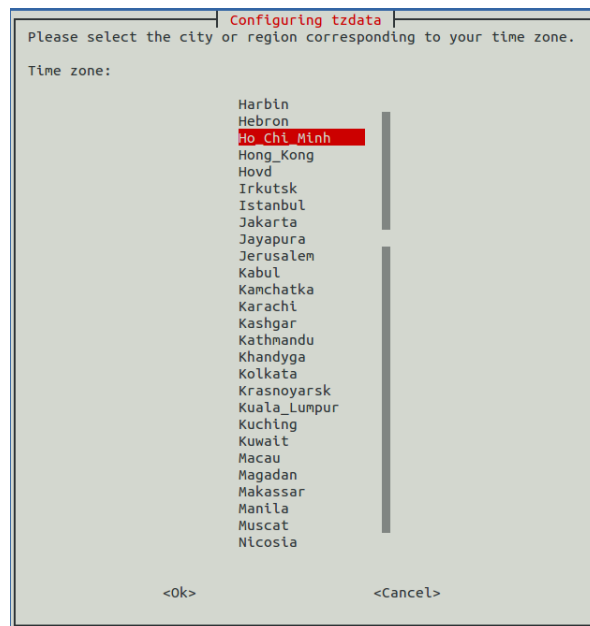 Configuring tzdata
Please select the city or region corresponding to your time zone.
Time zone:
Harbin
Hebron
Ho_Chi_Minh
Hong_Kong
Hovd
Irkutsk
Istanbul
Jakarta
Jayapura
Jerusalem
Kabul
Kamchatka
Karachi
Kashgar
Kathmandu
Khandyga
Kolkata
Krasnoyarsk
Kuala_Lumpur
Kuching
Kuwait
Macau
Magadan
Makassar
Manila
Muscat
Nicosia
<Ok> <Cancel>